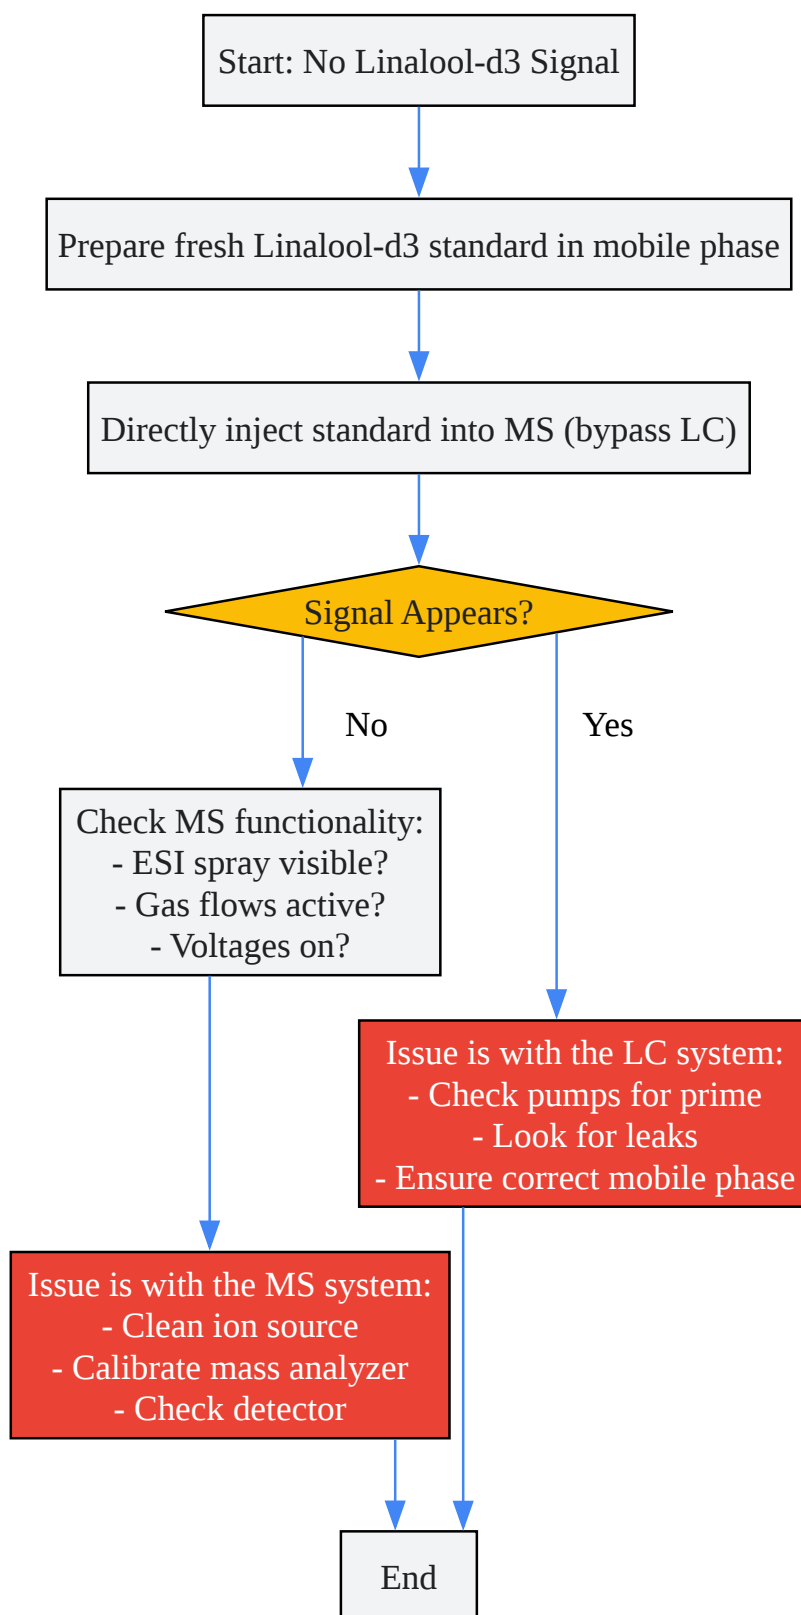 Start: No Linalool-d3 Signal
Prepare fresh Linalool-d3 standard in mobile phase
Directly inject standard into MS (bypass LC)
Signal Appears?
No
Yes
Check MS functionality:
- ESI spray visible?
- Gas flows active?
- Voltages on?
Issue is with the LC system:
- Check pumps for prime
- Look for leaks
- Ensure correct mobile phase
Issue is with the MS system:
- Clean ion source
- Calibrate mass analyzer
- Check detector
End